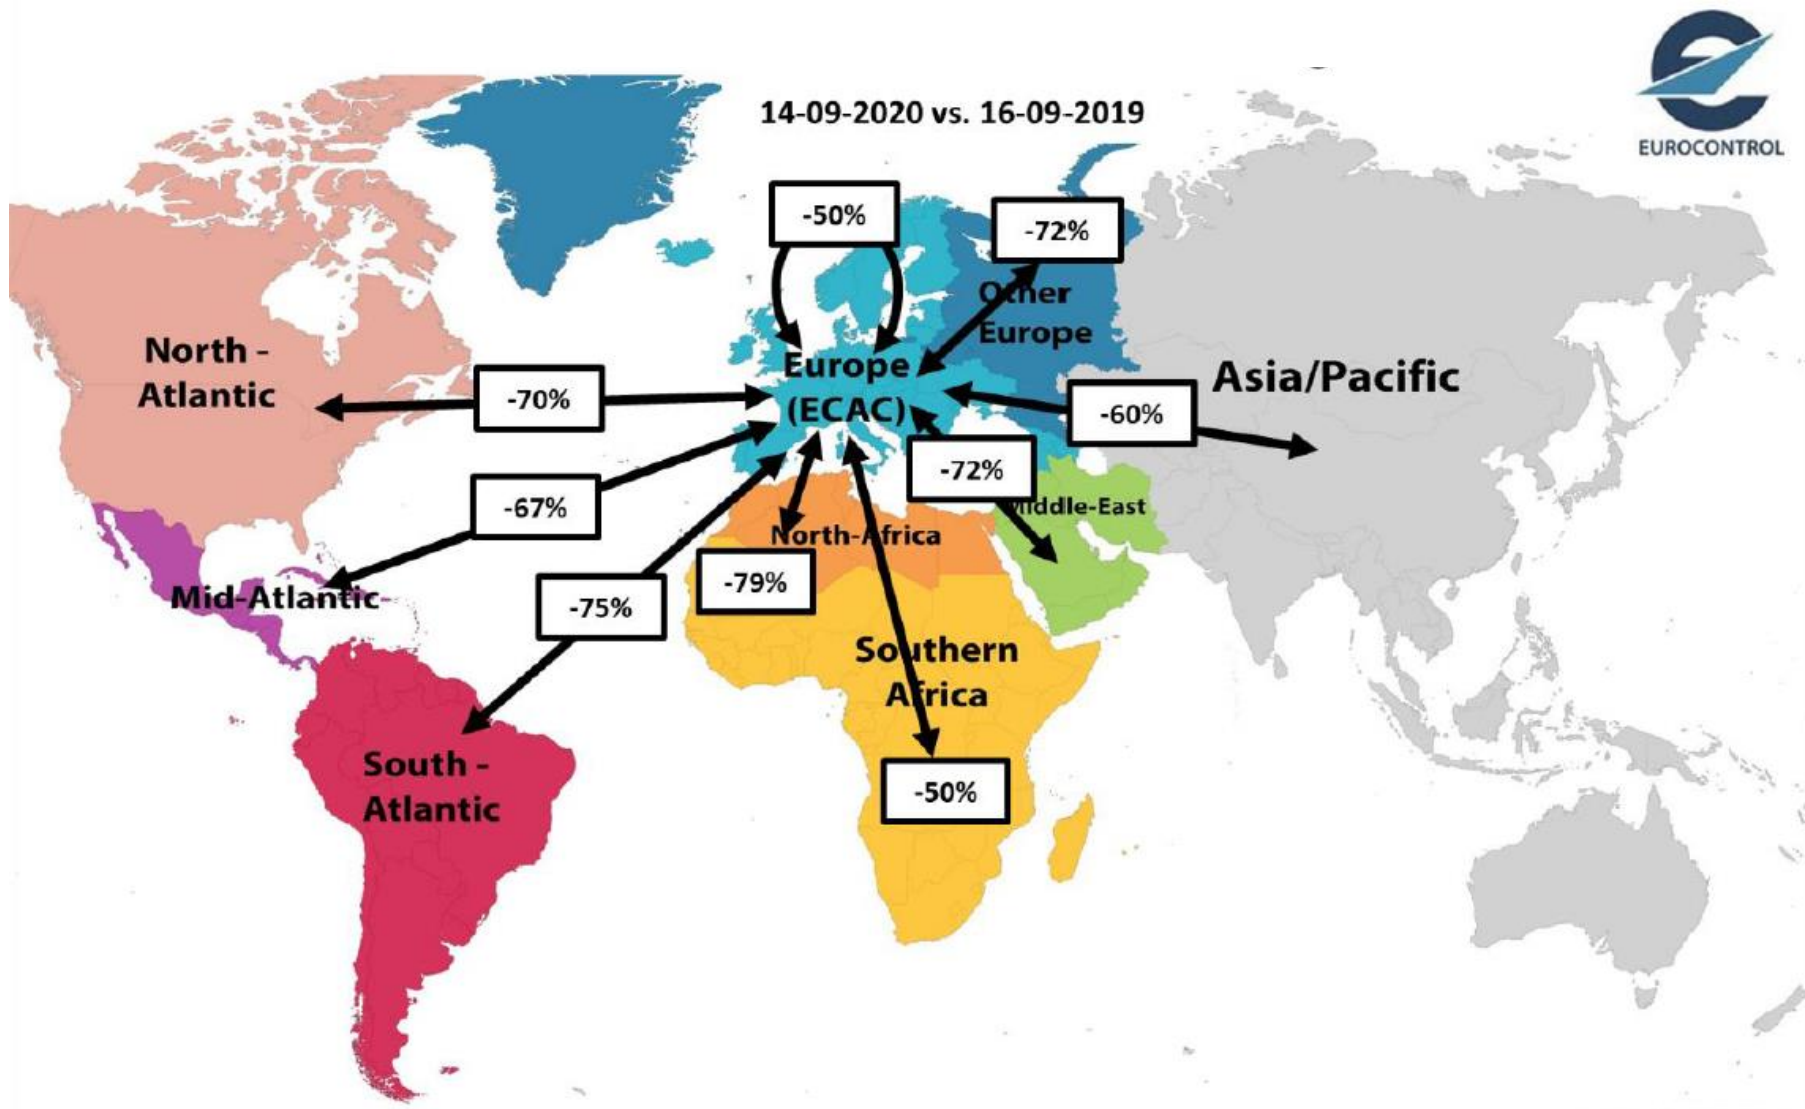 EUROCONTROL
14-09-2020 vs. 16-09-2019
-50%
-72%
Other
Europe
North -
Atlantic
-70%
Europe
(ECAC)
-60%
Asia/Pacific
-67%
-72%
Middle-East
North-Africa
Mid-Atlantic
-75%
-79%
Southern
Africa
South -
Atlantic
-50%